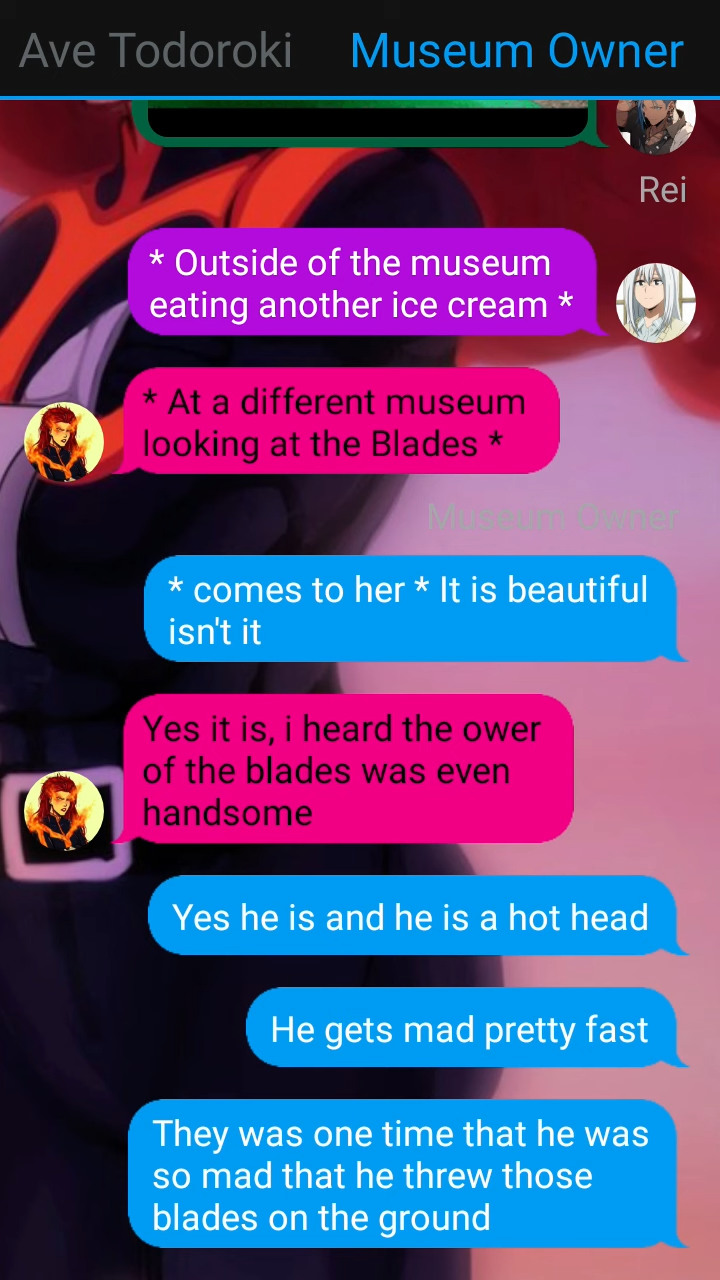 Ave Todoroki Museum Owner
Rei
* Outside of the museum
eating another ice cream *
* At a different museum
looking at the Blades *
Museum Owner
* comes to her * It is beautiful
isn't it
Yes it is, i heard the ower
of the blades was even
handsome
Yes he is and he is a hot head
He gets mad pretty fast
They was one time that he was
so mad that he threw those
blades on the ground